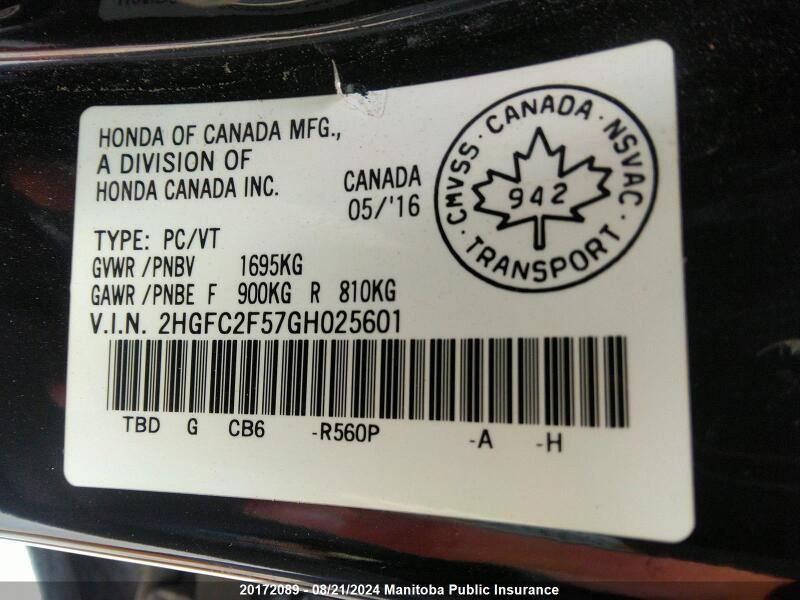 HONDA OF CANADA MFG.,
A DIVISION OF
HONDA CANADA INC.
CANADA
05/'16
TYPE: PC/VT
GVWR /PNBV 1695KG
GAWR /PNBE F 900KG R 810KG
V.I.N. 2HGFC2F57GH025601
TBD G CB6 -R560P -A -H
CMVSS · CANADA · NSVAC · TRANSPORT ·
942
20172089 - 08/21/2024 Manitoba Public Insurance